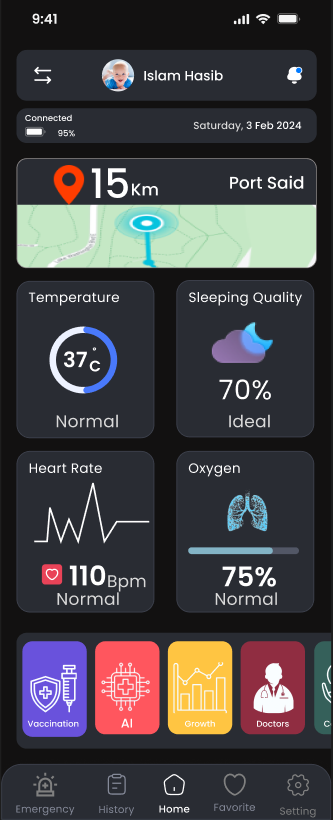 9:41
Islam Hasib
Connected
95%
Saturday, 3 Feb 2024
15Km
Port Said
Temperature
37°C
Normal
Sleeping Quality
70%
Ideal
Heart Rate
110Bpm
Normal
Oxygen
75%
Normal
Vaccination
AI
Growth
Doctors
Emergency
History
Home
Favorite
Setting